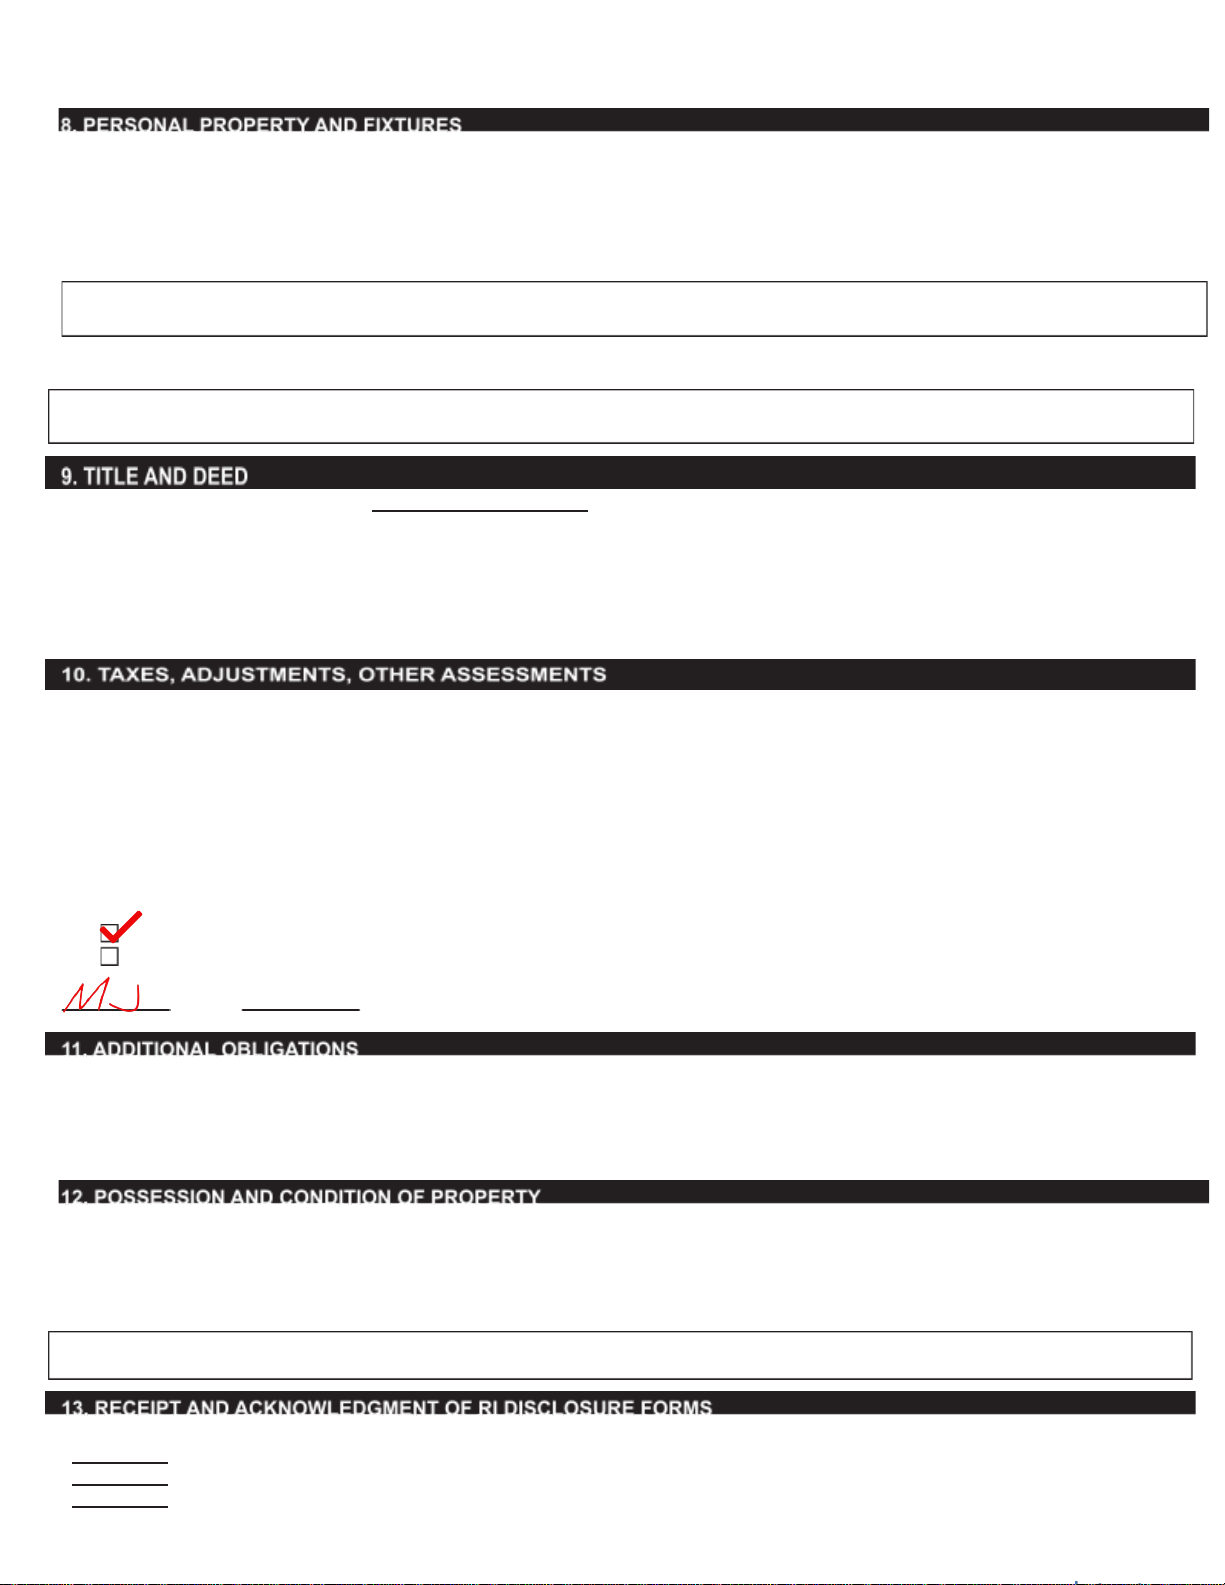 8. PERSONAL PROPERTY AND FIXTURES
9. TITLE AND DEED
10. TAXES, ADJUSTMENTS, OTHER ASSESSMENTS
MJ
11. ADDITIONAL OBLIGATIONS
12. POSSESSION AND CONDITION OF PROPERTY
13. RECEIPT AND ACKNOWLEDGMENT OF RI DISCLOSURE FORMS